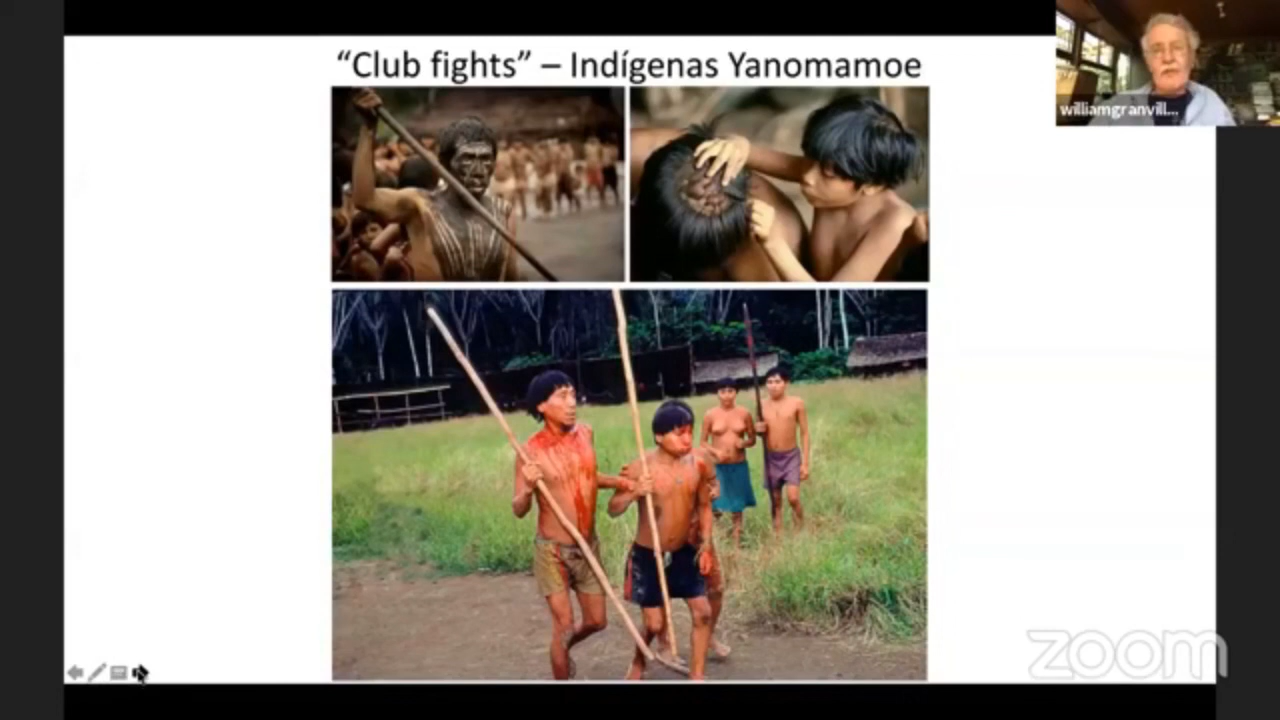 “Club fights” – Indígenas Yanomamoe
williamgranvill...
zoom